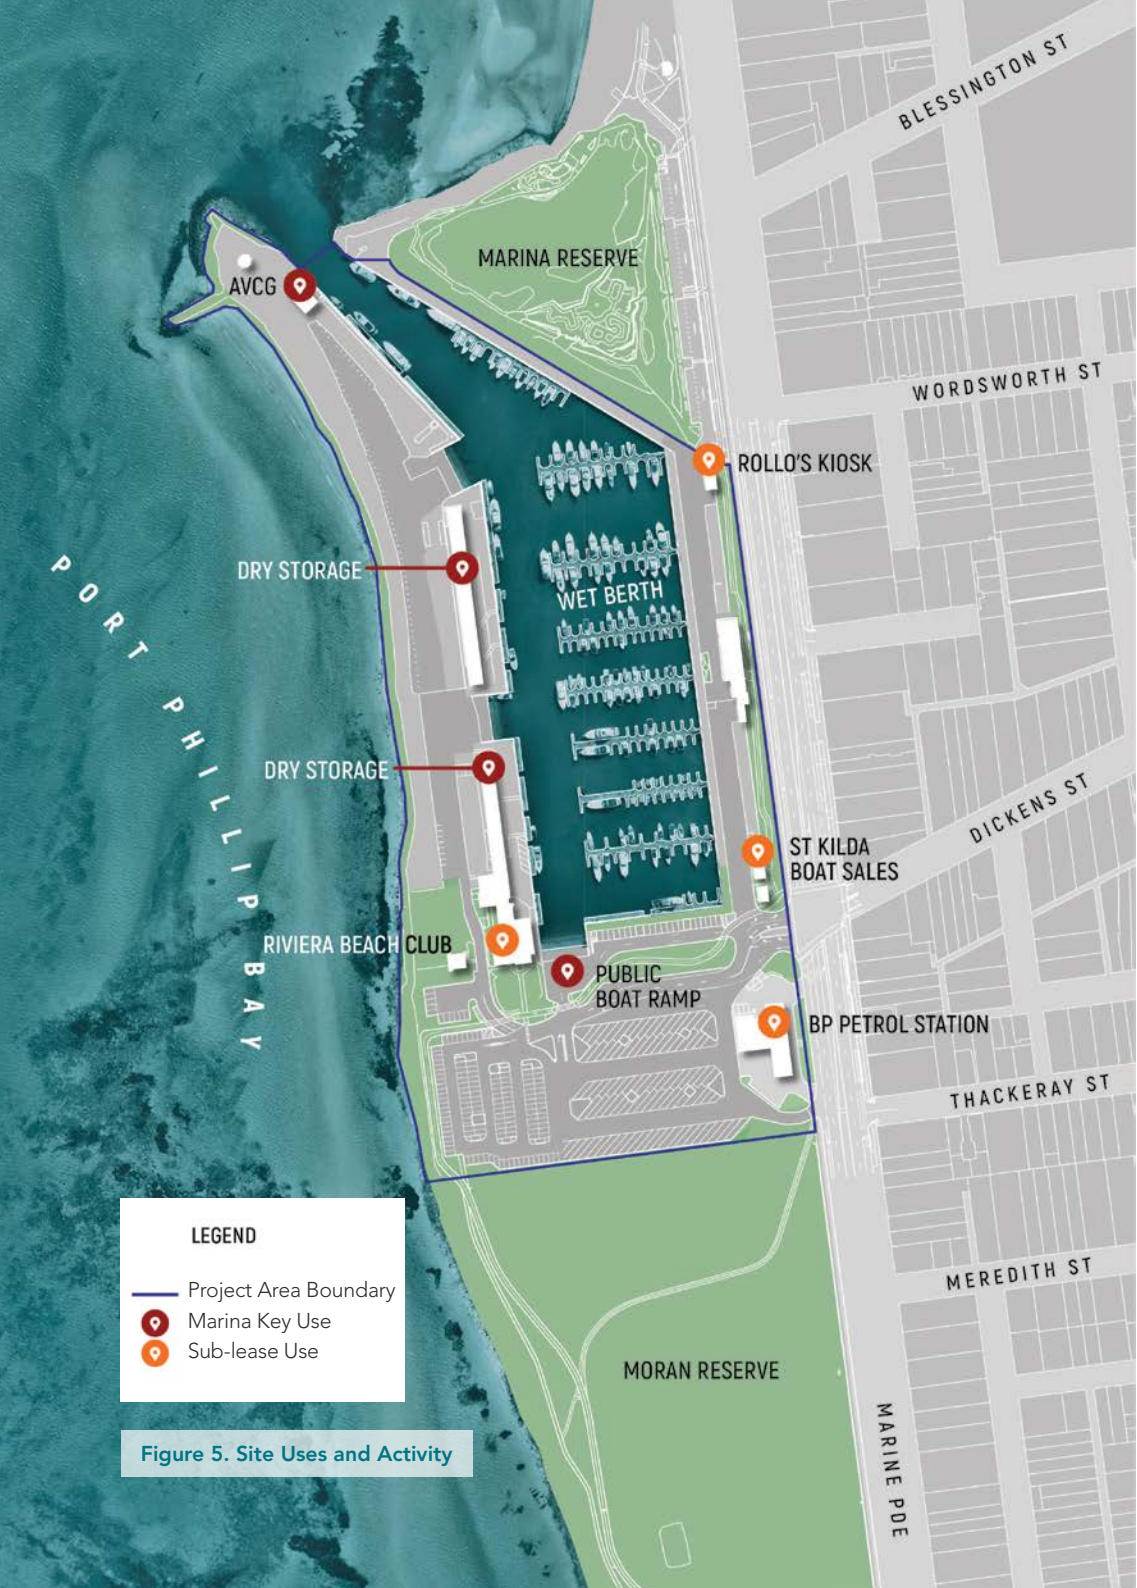 BLESSINGTON ST
MARINA RESERVE
AVCG
WORDSWORTH ST
ROLLO'S KIOSK
DRY STORAGE
WET BERTH
PORT PHILLIP BAY
DRY STORAGE
DICKENS ST
ST KILDA
BOAT SALES
RIVIERA BEACH CLUB
PUBLIC
BOAT RAMP
BP PETROL STATION
THACKERAY ST
LEGEND
Project Area Boundary
Marina Key Use
Sub-lease Use
MEREDITH ST
MORAN RESERVE
MARINE PDE
Figure 5. Site Uses and Activity